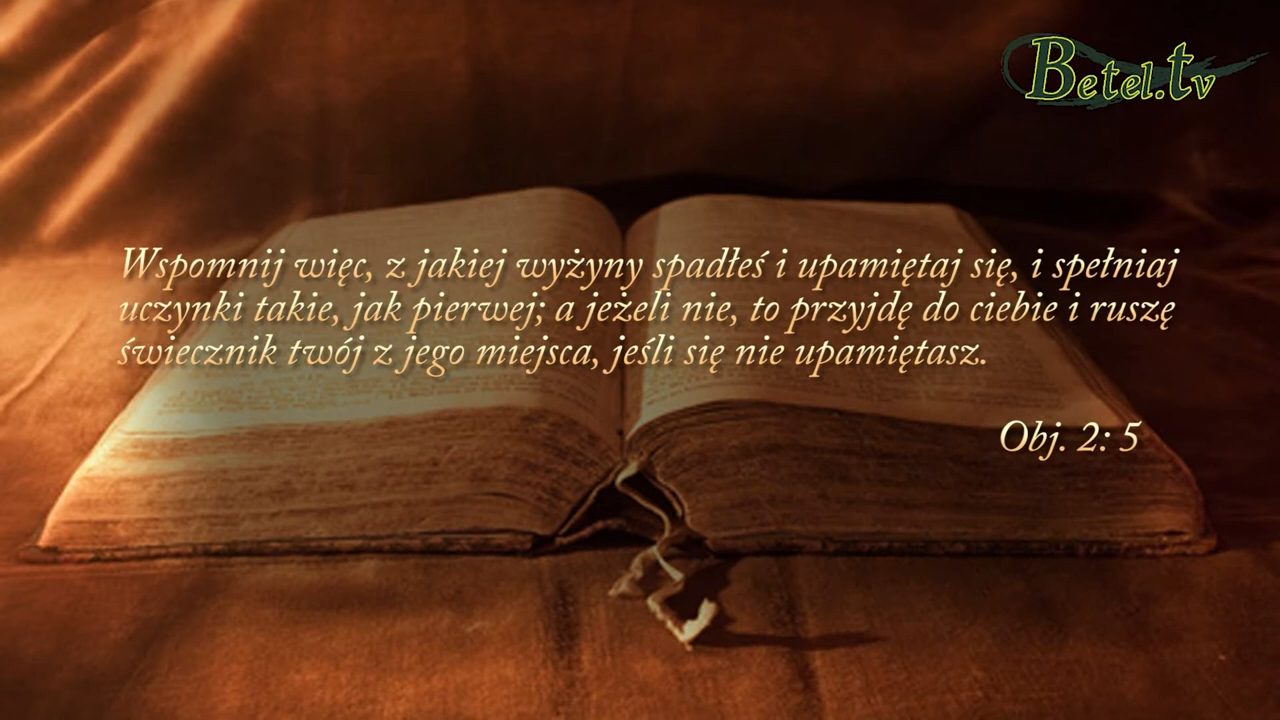 Betel.tv
Wspomnij więc, z jakiej wyżyny spadłeś i upamiętaj się, i spełniaj
uczynki takie, jak pierwej; a jeżeli nie, to przyjdę do ciebie i ruszę
świecznik twój z jego miejsca, jeśli się nie upamiętasz.
Obj. 2: 5